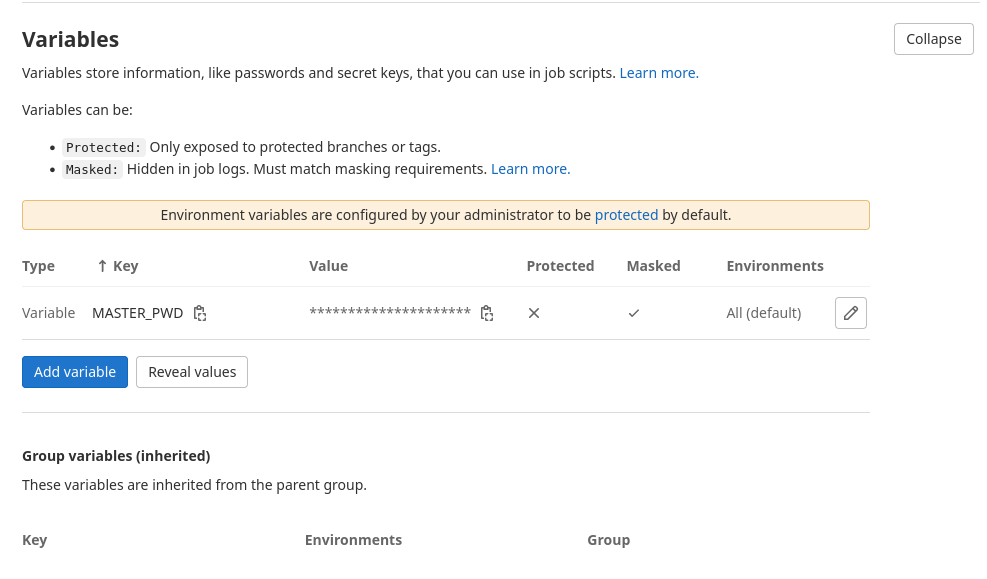 Variables
Collapse
Variables store information, like passwords and secret keys, that you can use in job scripts. Learn more.
Variables can be:
• Protected: Only exposed to protected branches or tags.
• Masked: Hidden in job logs. Must match masking requirements. Learn more.
Environment variables are configured by your administrator to be protected by default.
Type ↑ Key Value Protected Masked Environments
Variable MASTER_PWD ********************* All (default)
Add variable Reveal values
Group variables (inherited)
These variables are inherited from the parent group.
Key Environments Group